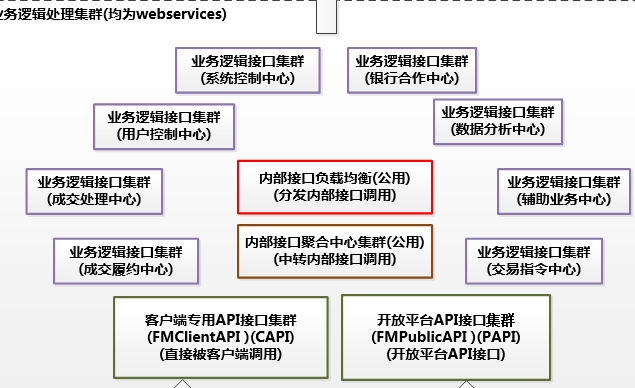 业务逻辑处理集群(均为webservices)
业务逻辑接口集群
(系统控制中心)
业务逻辑接口集群
(银行合作中心)
业务逻辑接口集群
(用户控制中心)
业务逻辑接口集群
(数据分析中心)
业务逻辑接口集群
(成交处理中心)
内部接口负载均衡(公用)
(分发内部接口调用)
业务逻辑接口集群
(辅助业务中心)
业务逻辑接口集群
(成交履约中心)
内部接口聚合中心集群(公用)
(中转内部接口调用)
业务逻辑接口集群
(交易指令中心)
客户端专用API接口集群
(FMClientAPI )(CAPI)
(直接被客户端调用)
开放平台API接口集群
(FMPublicAPI )(PAPI)
(开放平台API接口)